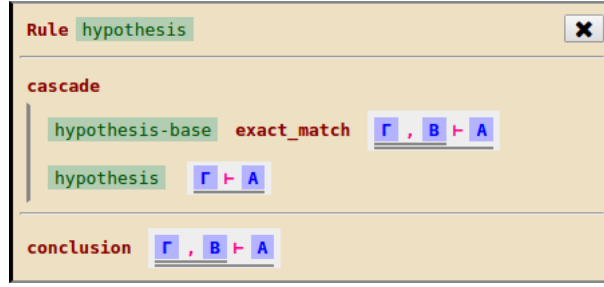 Rule hypothesis ✖
cascade
hypothesis-base exact_match Γ , B ⊢ A
hypothesis Γ ⊢ A
conclusion Γ , B ⊢ A